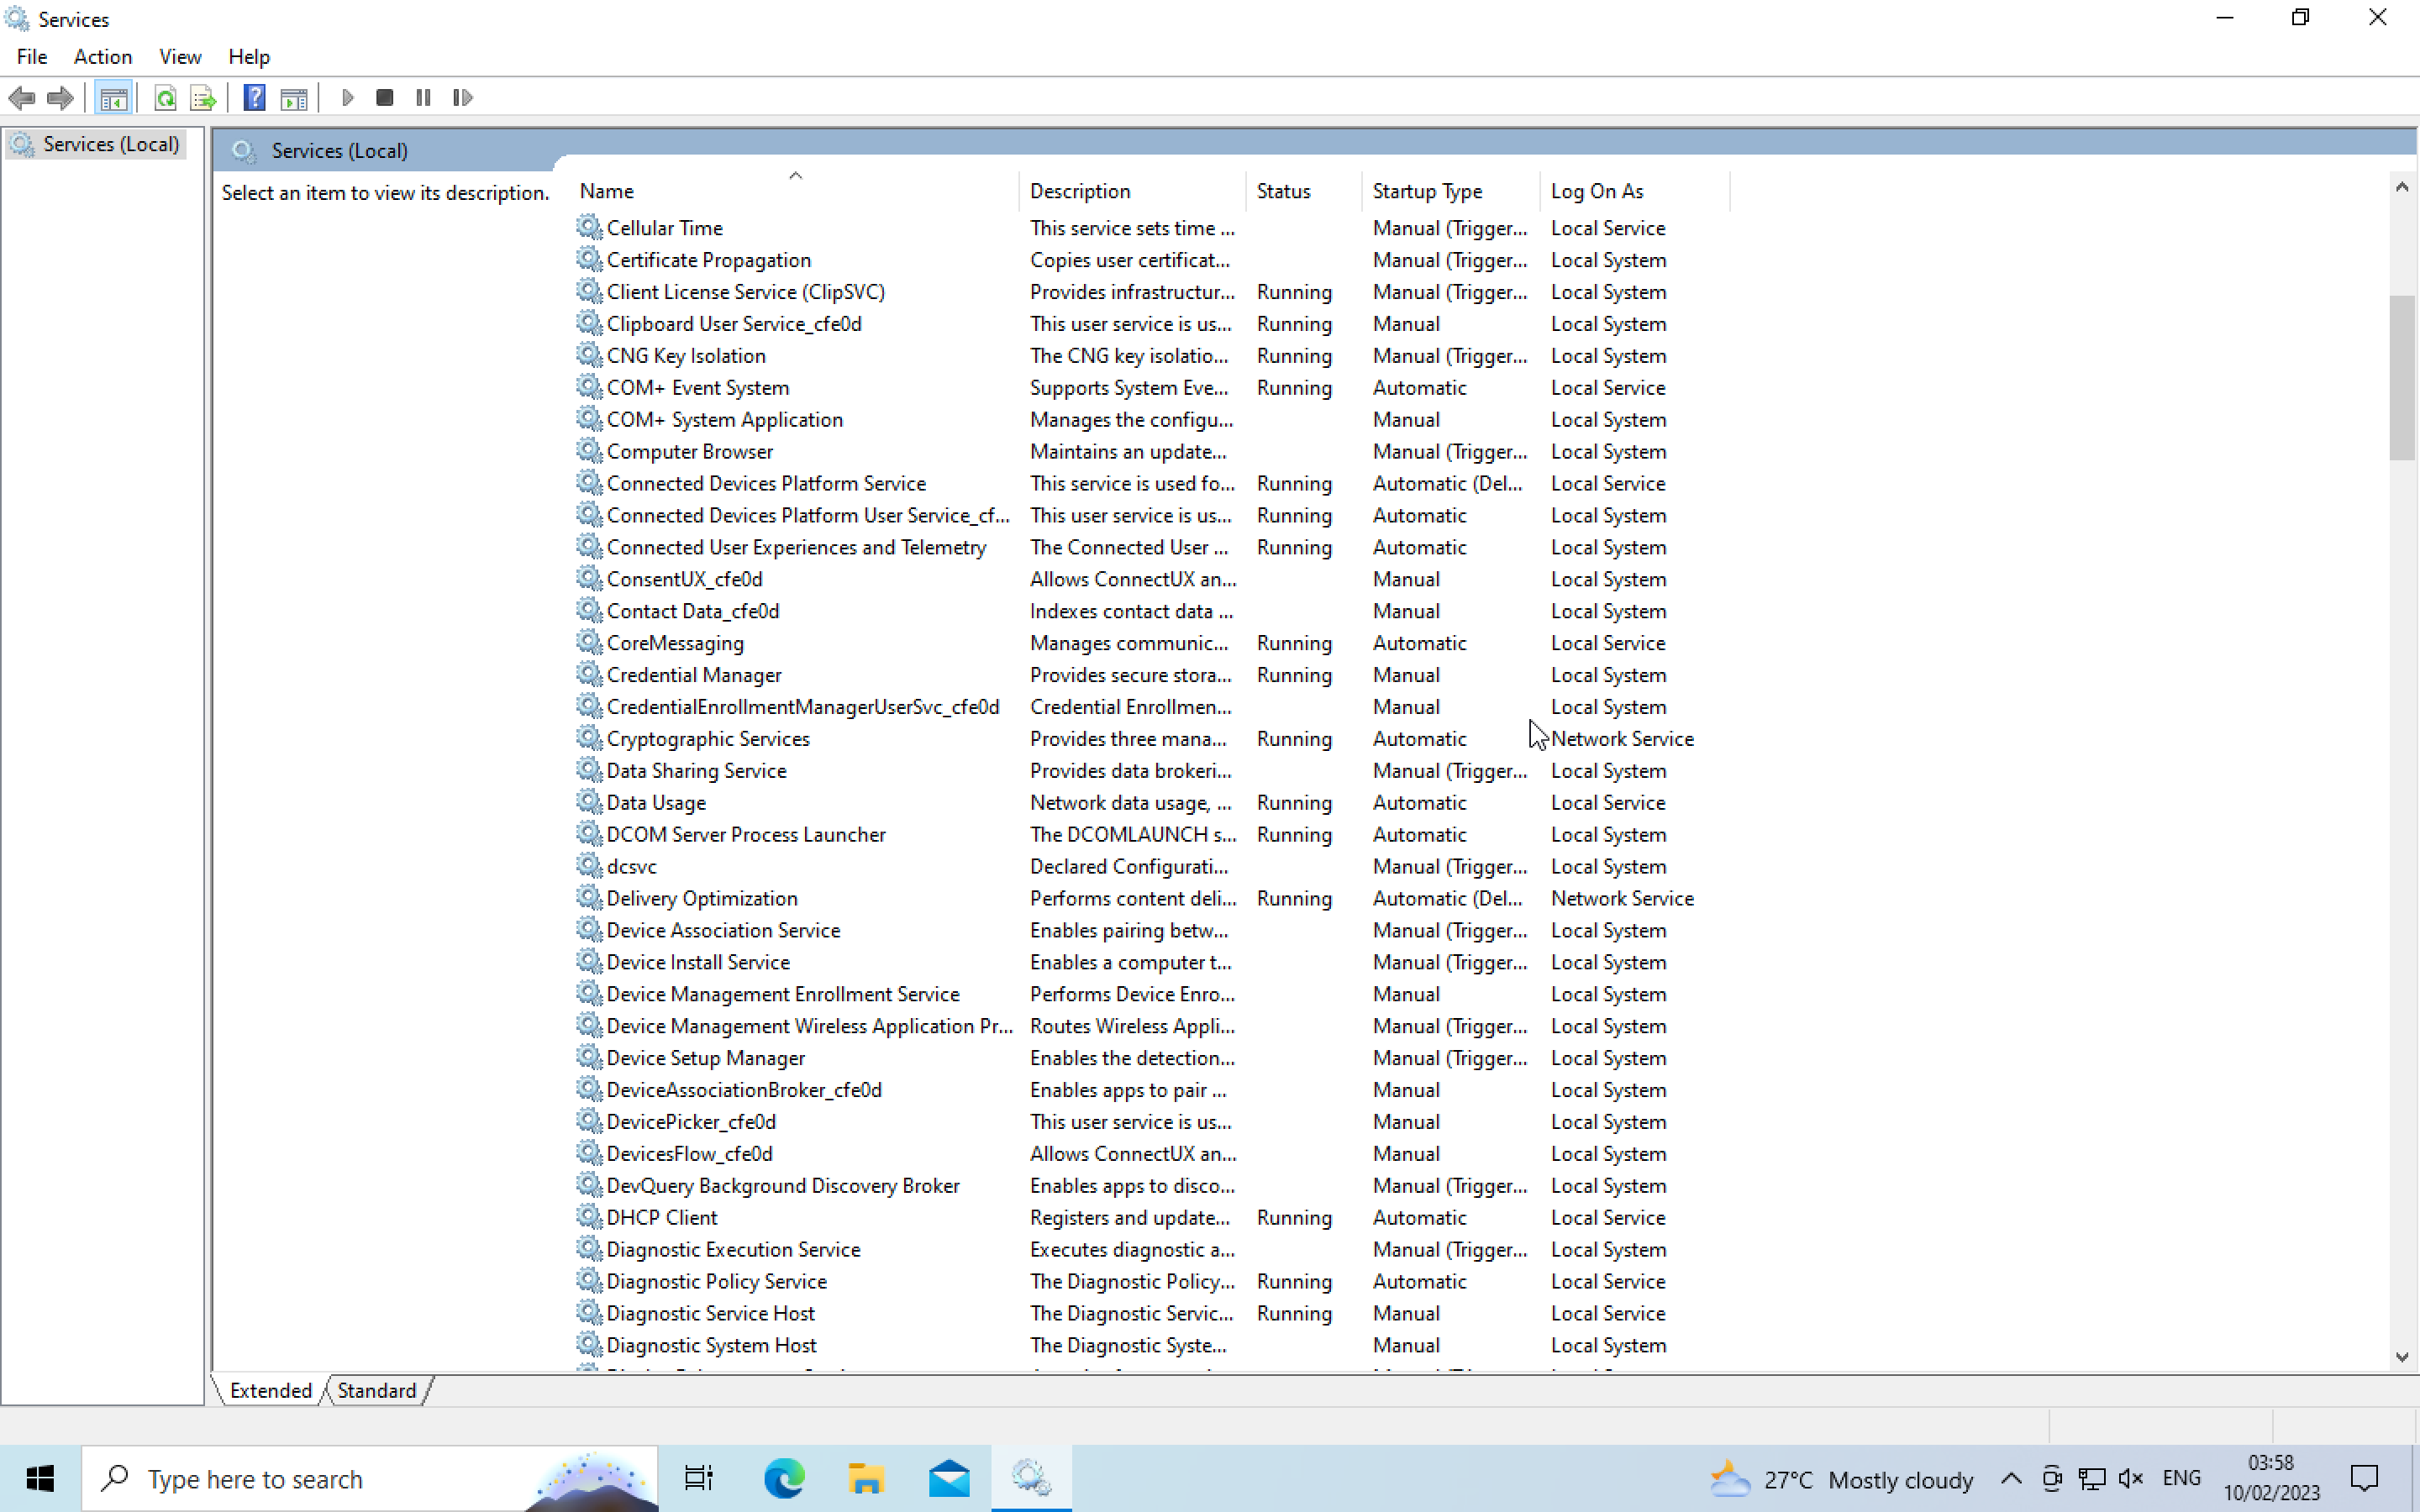 Services
File Action View Help
Services (Local)
Services (Local)
Select an item to view its description.
Name Description Status Startup Type Log On As
Cellular Time This service sets time ... Manual (Trigger... Local Service
Certificate Propagation Copies user certificat... Manual (Trigger... Local System
Client License Service (ClipSVC) Provides infrastructur... Running Manual (Trigger... Local System
Clipboard User Service_cfe0d This user service is us... Running Manual Local System
CNG Key Isolation The CNG key isolatio... Running Manual (Trigger... Local System
COM+ Event System Supports System Eve... Running Automatic Local Service
COM+ System Application Manages the configu... Manual Local System
Computer Browser Maintains an update... Manual (Trigger... Local System
Connected Devices Platform Service This service is used fo... Running Automatic (Del... Local Service
Connected Devices Platform User Service_cf... This user service is us... Running Automatic Local System
Connected User Experiences and Telemetry The Connected User ... Running Automatic Local System
ConsentUX_cfe0d Allows ConnectUX an... Manual Local System
Contact Data_cfe0d Indexes contact data ... Manual Local System
CoreMessaging Manages communic... Running Automatic Local Service
Credential Manager Provides secure stora... Running Manual Local System
CredentialEnrollmentManagerUserSvc_cfe0d Credential Enrollmen... Manual Local System
Cryptographic Services Provides three mana... Running Automatic Network Service
Data Sharing Service Provides data brokeri... Manual (Trigger... Local System
Data Usage Network data usage, ... Running Automatic Local Service
DCOM Server Process Launcher The DCOMLAUNCH s... Running Automatic Local System
dcsvc Declared Configurati... Manual (Trigger... Local System
Delivery Optimization Performs content deli... Running Automatic (Del... Network Service
Device Association Service Enables pairing betw... Manual (Trigger... Local System
Device Install Service Enables a computer t... Manual (Trigger... Local System
Device Management Enrollment Service Performs Device Enro... Manual Local System
Device Management Wireless Application Pr... Routes Wireless Appli... Manual (Trigger... Local System
Device Setup Manager Enables the detection... Manual (Trigger... Local System
DeviceAssociationBroker_cfe0d Enables apps to pair ... Manual Local System
DevicePicker_cfe0d This user service is us... Manual Local System
DevicesFlow_cfe0d Allows ConnectUX an... Manual Local System
DevQuery Background Discovery Broker Enables apps to disco... Manual (Trigger... Local System
DHCP Client Registers and update... Running Automatic Local Service
Diagnostic Execution Service Executes diagnostic a... Manual (Trigger... Local System
Diagnostic Policy Service The Diagnostic Policy... Running Automatic Local Service
Diagnostic Service Host The Diagnostic Servic... Running Manual Local Service
Diagnostic System Host The Diagnostic Syste... Manual Local System
Extended Standard
Type here to search
27°C Mostly cloudy
ENG
03:58
10/02/2023